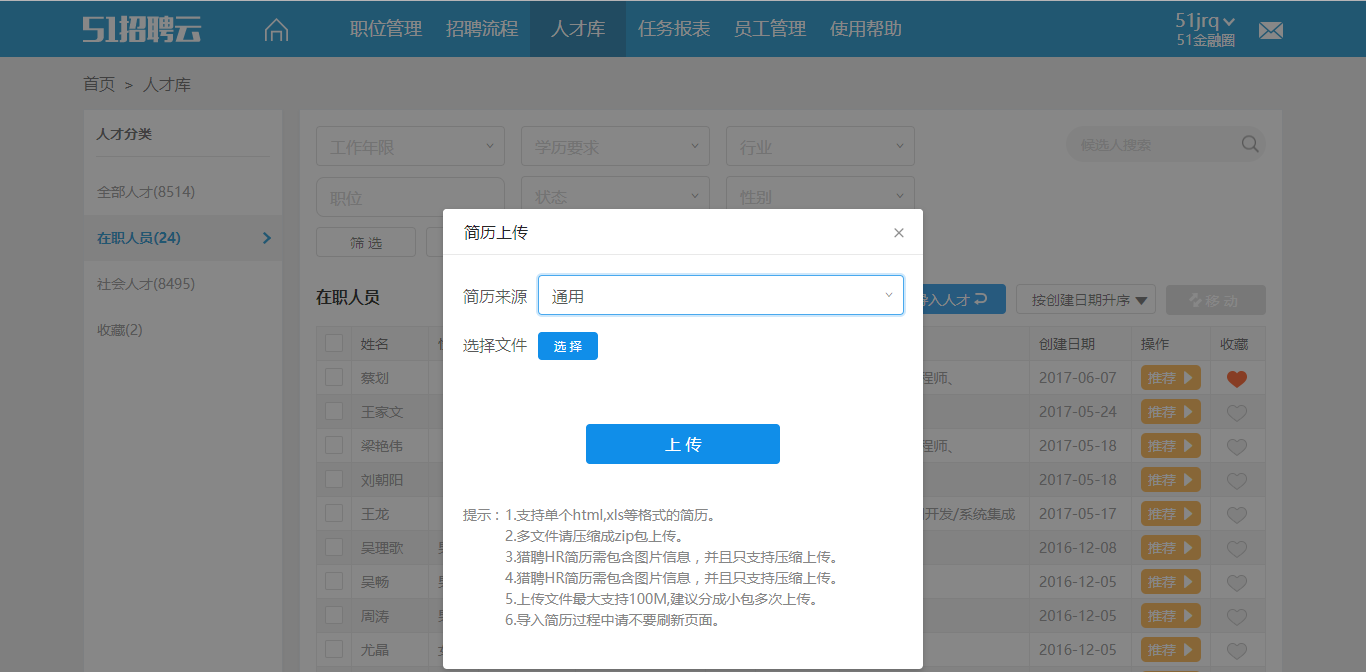 51招聘云
职位管理 招聘流程 人才库 任务报表 员工管理 使用帮助
51jrq
51金融圈
首页 > 人才库
人才分类
全部人才(8514)
在职人员(24)
社会人才(8495)
收藏(2)
工作年限 学历要求 行业 候选人搜索
职位 状态 性别
筛 选
在职人员
导入人才 按创建日期升序 移 动
简历上传 ×
简历来源 通用
选择文件 选 择
上 传
提示：1.支持单个html,xls等格式的简历。
2.多文件请压缩成zip包上传。
3.猎聘HR简历需包含图片信息，并且只支持压缩上传。
4.猎聘HR简历需包含图片信息，并且只支持压缩上传。
5.上传文件最大支持100M,建议分成小包多次上传。
6.导入简历过程中请不要刷新页面。
姓名 创建日期 操作 收藏
蔡划 程师、 2017-06-07 推荐
王家文 2017-05-24 推荐
梁艳伟 程师、 2017-05-18 推荐
刘朝阳 2017-05-18 推荐
王龙 开发/系统集成 2017-05-17 推荐
吴理歌 2016-12-08 推荐
吴畅 2016-12-05 推荐
周涛 2016-12-05 推荐
尤晶 2016-12-05 推荐